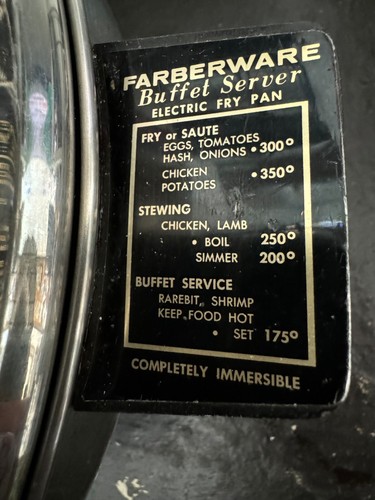 FARBERWARE
Buffet Server
ELECTRIC FRY PAN
FRY or SAUTE
EGGS, TOMATOES
HASH, ONIONS • 300°
CHICKEN • 350°
POTATOES
STEWING
CHICKEN, LAMB
• BOIL 250°
SIMMER 200°
BUFFET SERVICE
RAREBIT, SHRIMP
KEEP FOOD HOT
• SET 175°
COMPLETELY IMMERSIBLE